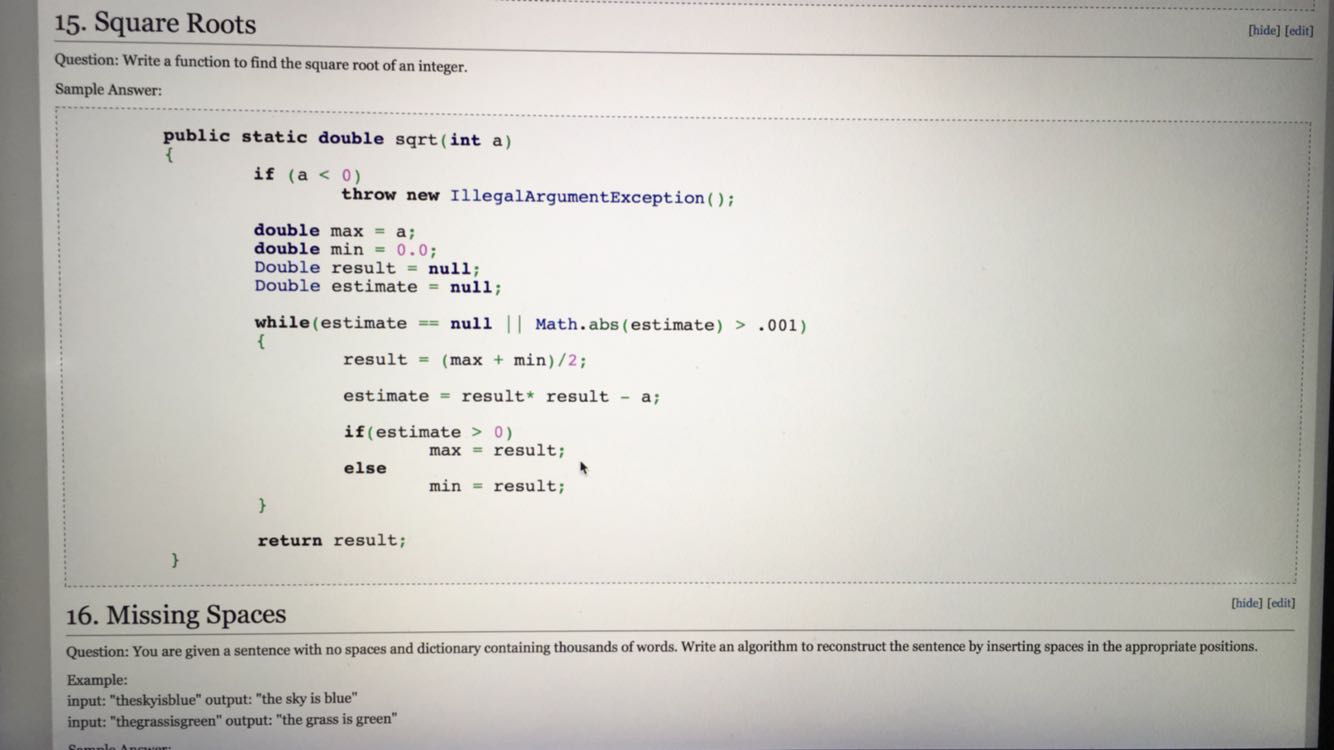 15. Square Roots
[hide] [edit]
Question: Write a function to find the square root of an integer.
Sample Answer:
public static double sqrt(int a)
{
if (a < 0)
throw new IllegalArgumentException();
double max = a;
double min = 0.0;
Double result = null;
Double estimate = null;
while(estimate == null || Math.abs(estimate) > .001)
{
result = (max + min)/2;
estimate = result* result - a;
if(estimate > 0)
max = result;
else
min = result;
}
return result;
}
16. Missing Spaces
[hide] [edit]
Question: You are given a sentence with no spaces and dictionary containing thousands of words. Write an algorithm to reconstruct the sentence by inserting spaces in the appropriate positions.
Example:
input: "theskyisblue" output: "the sky is blue"
input: "thegrassisgreen" output: "the grass is green"
Sample Answer: